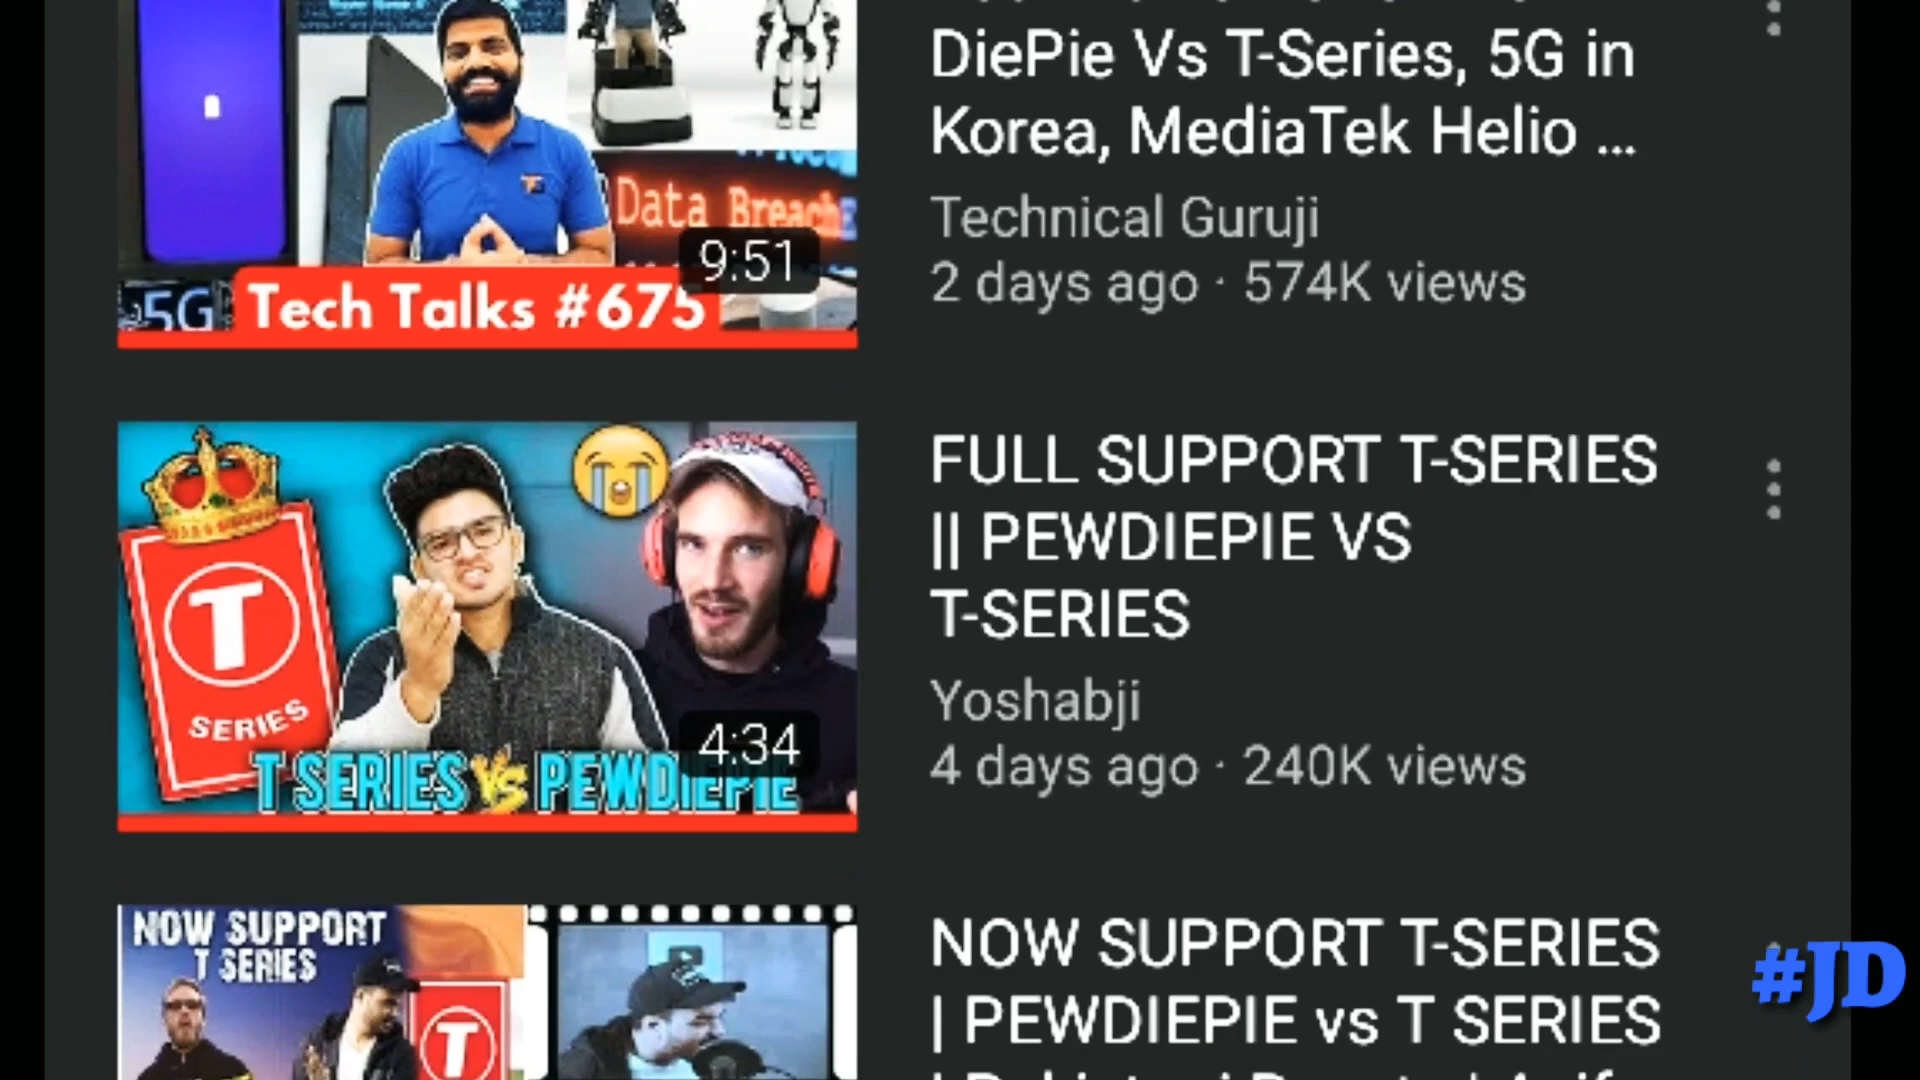 DiePie Vs T-Series, 5G in
Korea, MediaTek Helio ...
Technical Guruji
2 days ago · 574K views
Data Breach
9:51
5G
Tech Talks #675
FULL SUPPORT T-SERIES
|| PEWDIEPIE VS
T-SERIES
Yoshabji
4 days ago · 240K views
T
SERIES
4:34
T SERIES VS PEWDIEPIE
NOW SUPPORT
T SERIES
T
NOW SUPPORT T-SERIES
| PEWDIEPIE vs T SERIES
#JD